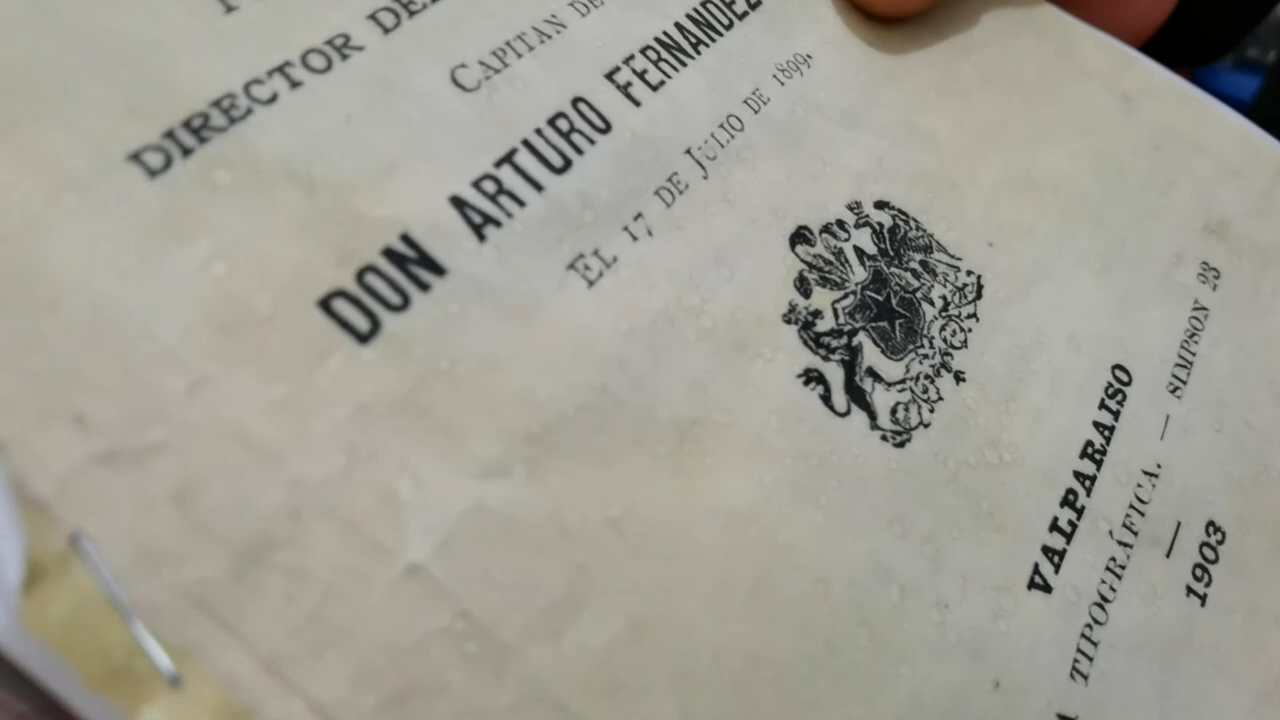 DIRECTOR DE
CAPITAN DE
DON ARTURO FERNANDEZ
EL 17 DE JULIO DE 1899.
VALPARAISO
TIPOGRÁFICA. — SIMPSON 23
—
1903